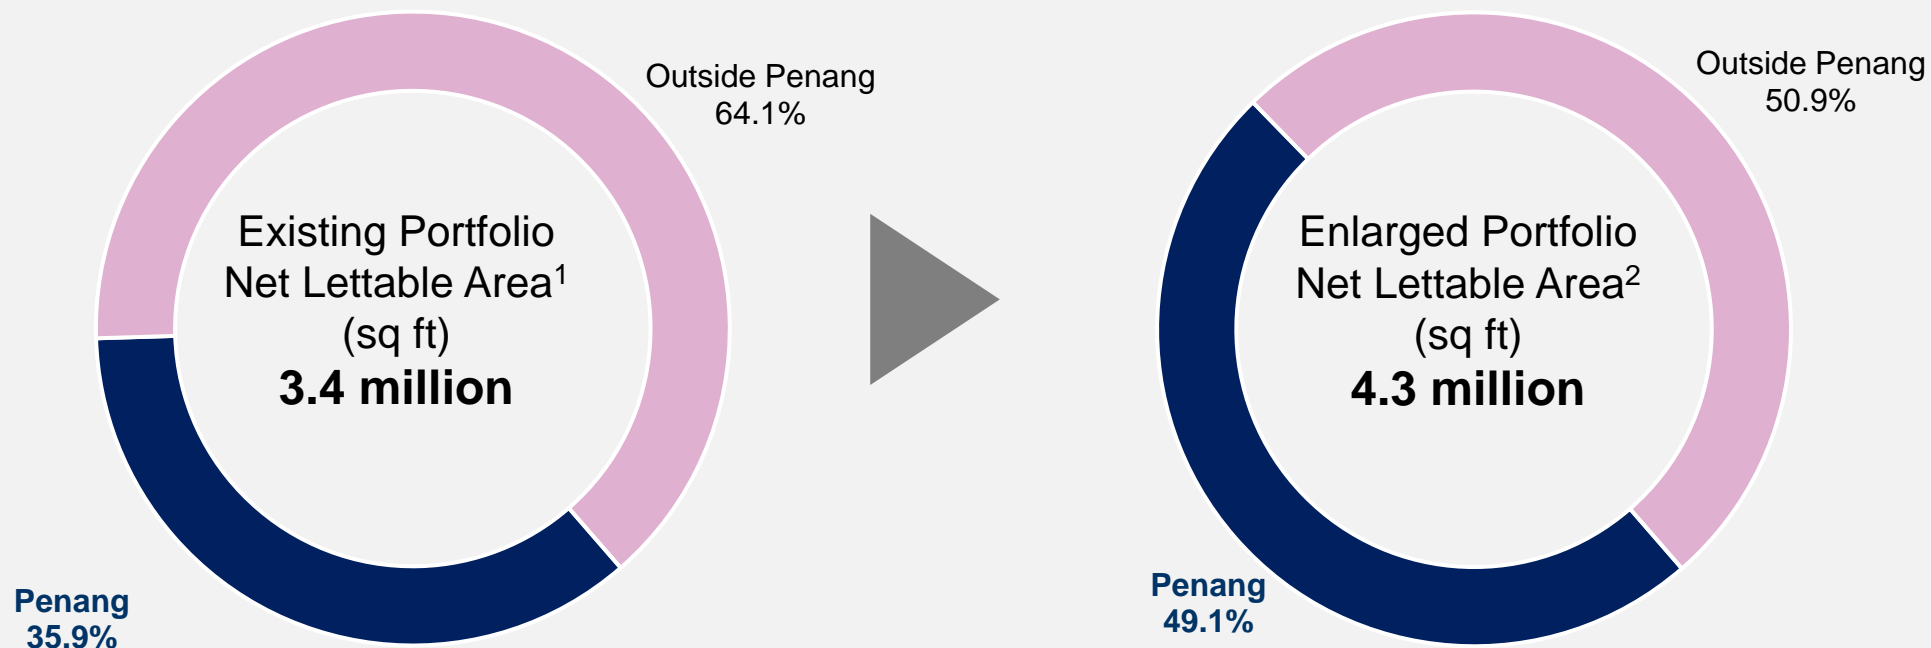 Outside Penang
64.1%
Existing Portfolio
Net Lettable Area1
(sq ft)
3.4 million
Penang
35.9%
Outside Penang
50.9%
Enlarged Portfolio
Net Lettable Area2
(sq ft)
4.3 million
Penang
49.1%